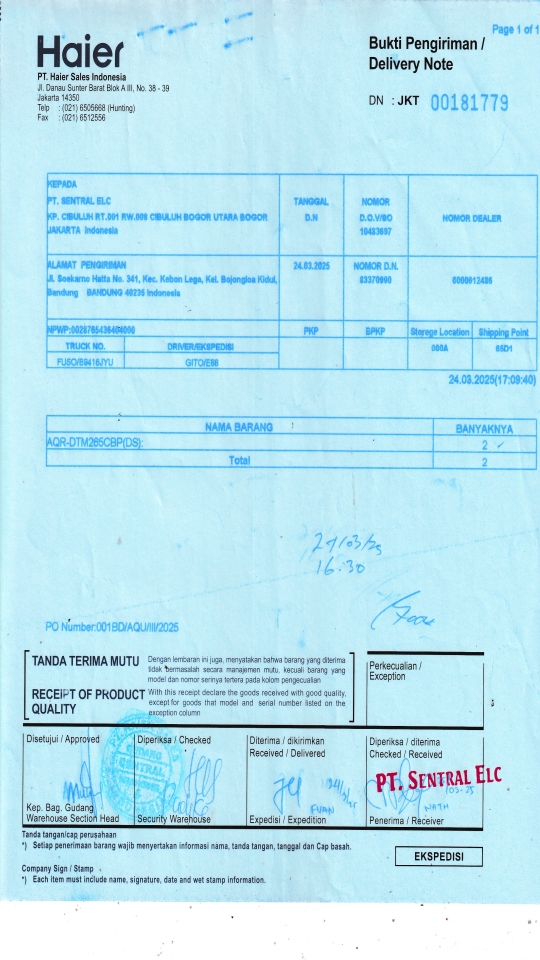 Page 1 of 1
Haier
PT. Haier Sales Indonesia
Jl. Danau Sunter Barat Blok A III, No. 38 - 39
Jakarta 14350
Telp : (021) 6505668 (Hunting)
Fax : (021) 6512556
Bukti Pengiriman /
Delivery Note
DN : JKT 00181779
KEPADA
PT. SENTRAL ELC
KP. CIBULUH RT.001 RW.008 CIBULUH BOGOR UTARA BOGOR
JAKARTA Indonesia
TANGGAL
D.N
NOMOR
D.O.V/SO
10483697
NOMOR DEALER
ALAMAT PENGIRIMAN
Jl. Soekarno Hatta No. 341, Kec. Kebon Lega, Kel. Bojongloa Kidul,
Bandung BANDUNG 40235 Indonesia
24.03.2025
NOMOR D.N.
83370990
8000012486
PKP
BPKP
Storege Location
Shipping Point
000A
65D1
TRUCK NO.
DRIVER/EKSPEDISI
FUSO/B9416JYU
GITO/E66
24.03.2025(17:09:40)
NAMA BARANG
BANYAKNYA
AQR-DTM265CBP(DS):
2
Total
2
16.30
PO Number:001BD/AQU/III/2025
TANDA TERIMA MUTU
RECEIPT OF PRODUCT
QUALITY
Dengan lembaran ini juga, menyatakan bahwa barang yang diterima
tidak bermasalah secara manajemen mutu, kecuali barang yang
model dan nomor serinya tertera pada kolom pengecualian
With this receipt declare the goods received with good quality,
except for goods that model and serial number listed on the
exception column
Perkecualian /
Exception
Disetujui / Approved
Diperiksa / Checked
Diterima / dikirimkan
Received / Delivered
Diperiksa / diterima
Checked / Received
PT. SENTRAL ELC
Kep. Bag. Gudang
Warehouse Section Head
Security Warehouse
Expedisi / Expedition
Penerima / Receiver
Tanda tangan/cap perusahaan
*) Setiap penerimaan barang wajib menyertakan informasi nama, tanda tangan, tanggal dan Cap basah.
EKSPEDISI
Company Sign / Stamp
*) Each item must include name, signature, date and wet stamp information.